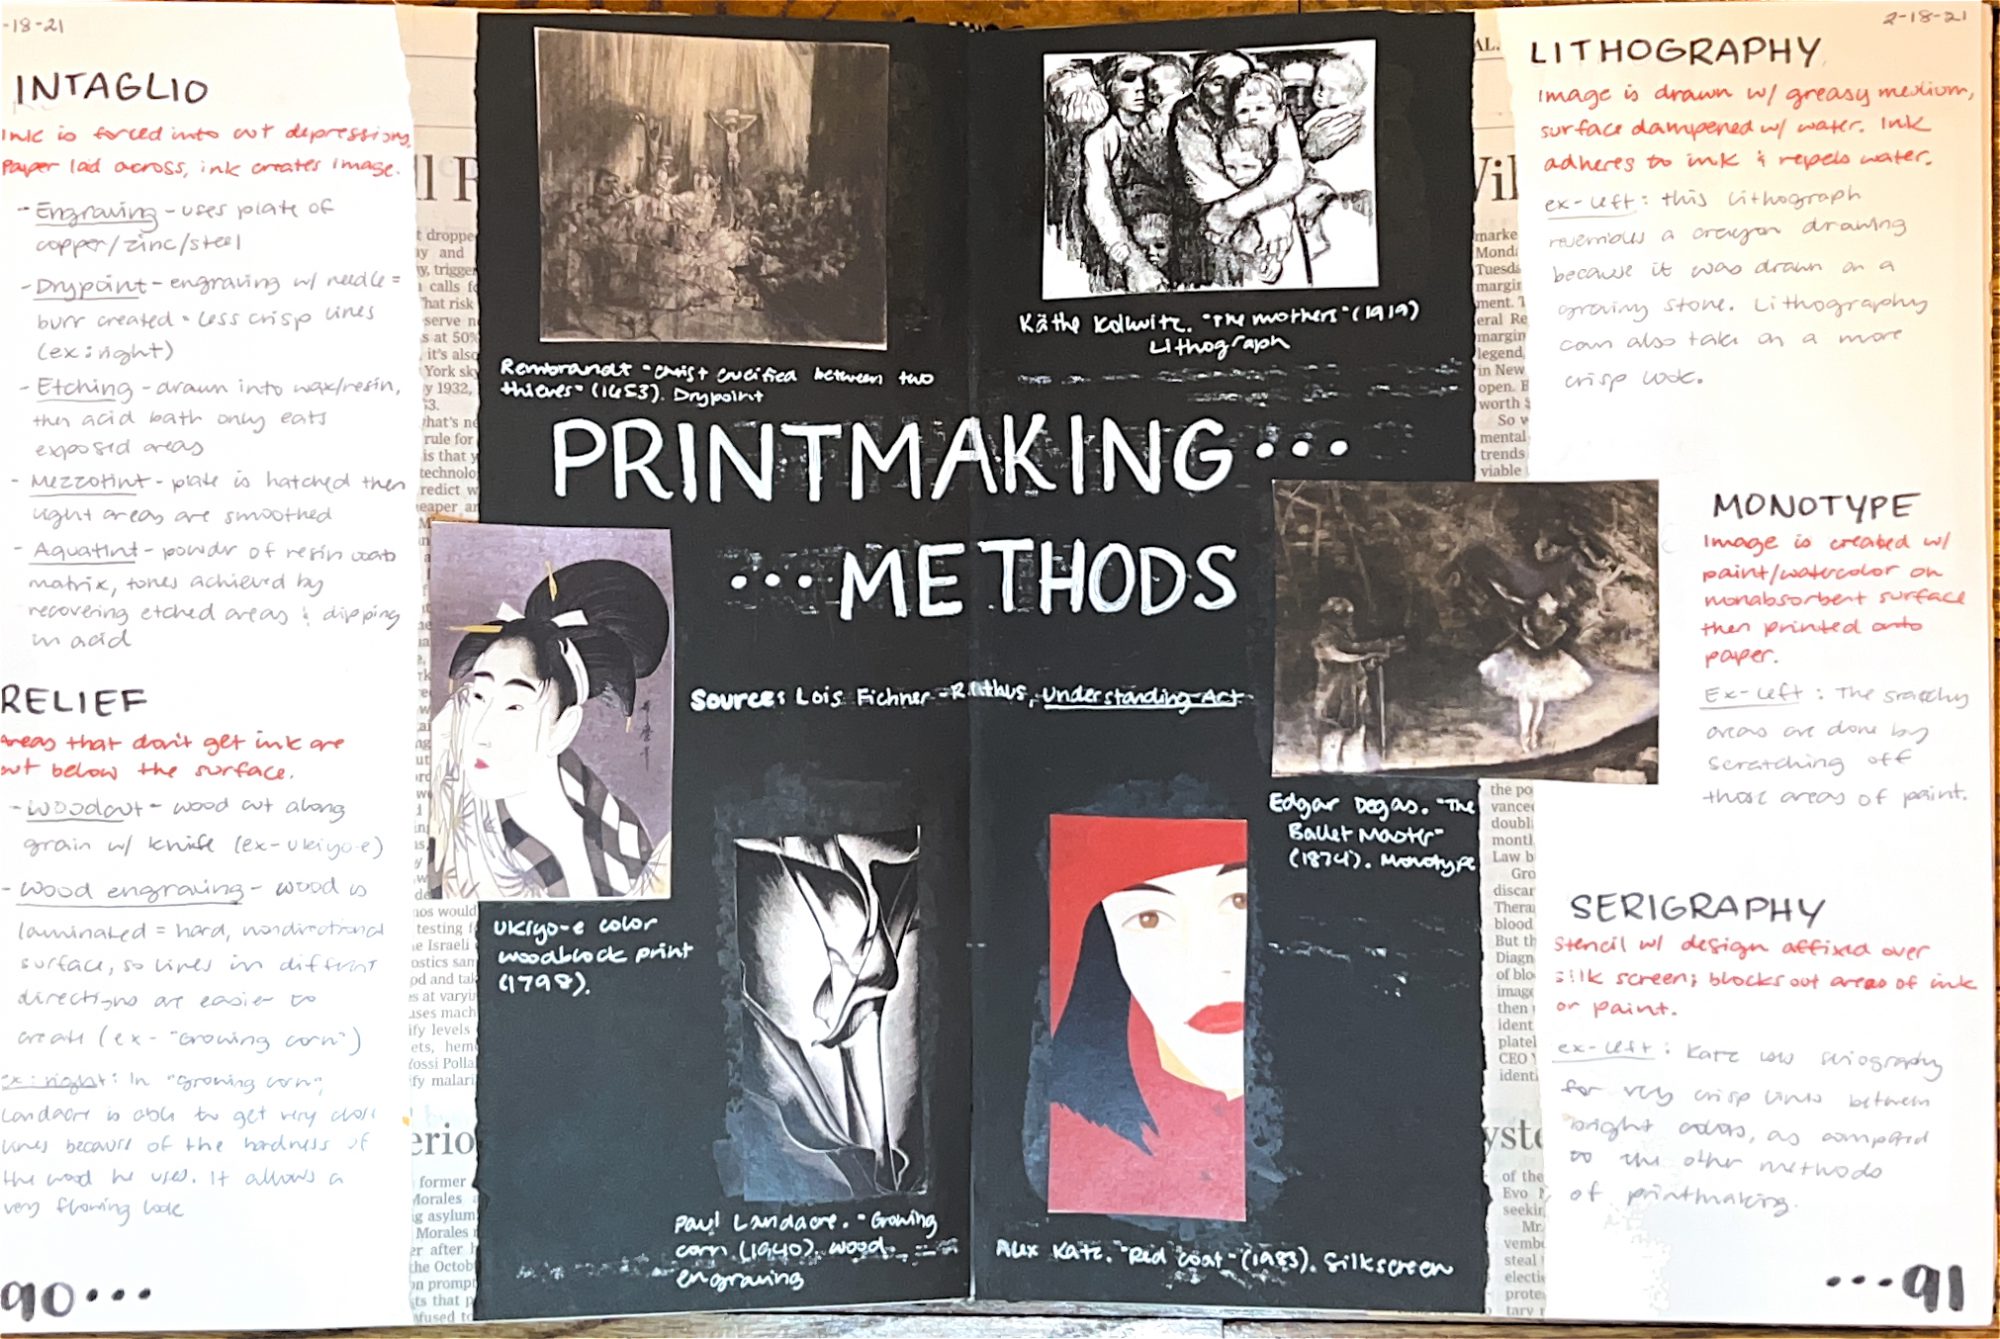 -18-21
INTAGLIO
Ink is forced into cut depressions.
Paper laid across, ink creates image.
- Engraving - uses plate of
copper/zinc/steel
- Drypoint - engraving w/ needle =
burr created = less crisp lines
(ex: right)
- Etching - drawn into wax/resin,
then acid bath only eats
exposed areas
- Mezzotint - plate is hatched then
light areas are smoothed
- Aquatint - powder of resin coats
matrix, tones achieved by
recovering etched areas & dipping
in acid
RELIEF
Areas that don't get ink are
cut below the surface.
- Woodcut - wood cut along
grain w/ knife (ex-ukiyo-e)
- Wood engraving - wood is
laminated = hard, nondirectional
surface, so lines in different
directions are easier to
create (ex - "Growing corn")
ex: right: In "Growing corn",
Landacre is able to get very close
lines because of the hardness of
the wood he uses. It allows a
very flowing look
90...
Rembrandt "Christ crucified between two
thieves" (1653). Drypoint
Käthe Kollwitz. "The mothers" (1919)
Lithograph
PRINTMAKING...
...METHODS
Source: Lois Fichner-Rathus, Understanding Art
Ukiyo-e color
woodblock print
(1798).
Paul Landacre. "Growing
corn (1940). wood
engraving
Alex Katz. "Red coat" (1983). Silkscreen
Edgar Degas. "The
Ballet Master"
(1874). Monotype
2-18-21
LITHOGRAPHY
Image is drawn w/ greasy medium,
surface dampened w/ water. Ink
adheres to ink & repels water.
ex-left: this lithograph
resembles a crayon drawing
because it was drawn on a
grainy stone. Lithography
can also take on a more
crisp look.
MONOTYPE
Image is created w/
paint/watercolor on
nonabsorbent surface
then printed onto
paper.
Ex-left: The scratchy
areas are done by
scratching off
those areas of paint.
SERIGRAPHY
Stencil w/ design affixed over
silk screen; blocks out areas of ink
or paint.
ex-left: Katz uses seriography
for very crisp lines between
bright colors, as compared
to the other methods
of printmaking.
...91